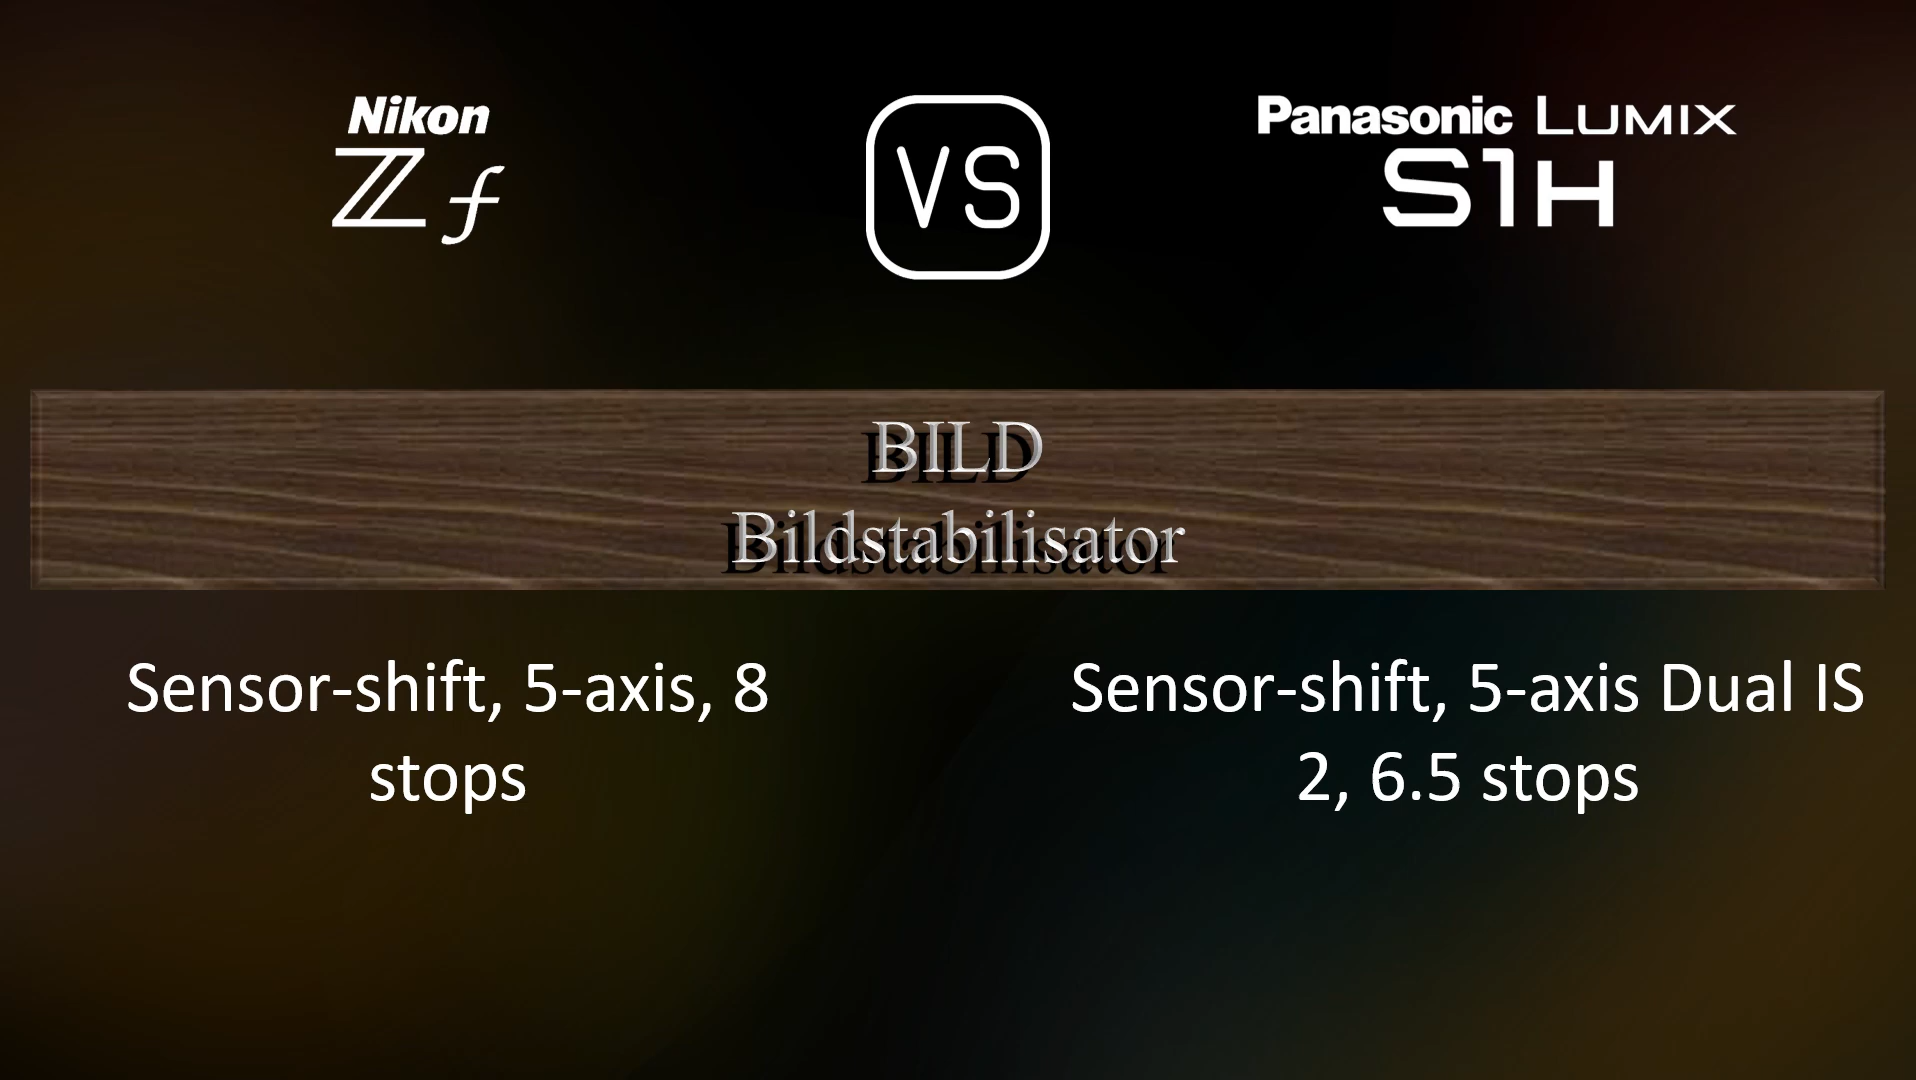 Nikon
Z f
VS
Panasonic LUMIX
S1H
BILD
Bildstabilisator
Sensor-shift, 5-axis, 8
stops
Sensor-shift, 5-axis Dual IS
2, 6.5 stops